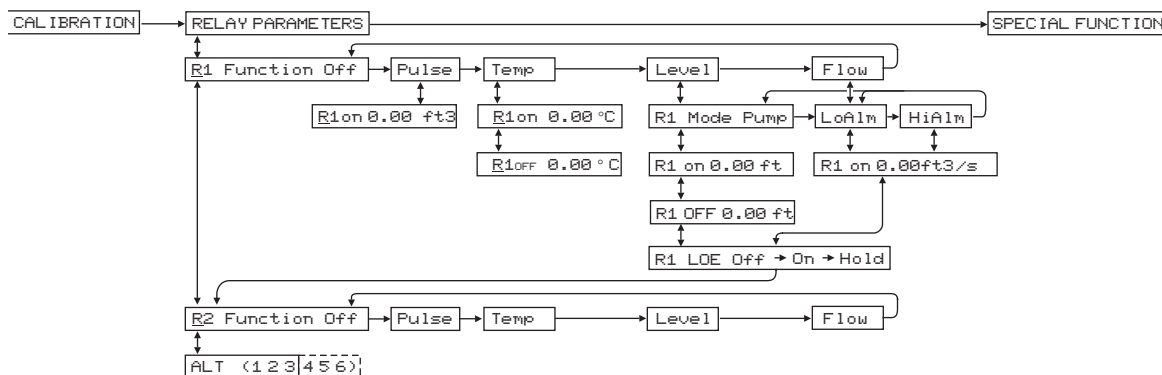 CALIBRATION RELAY PARAMETERS SPECIAL FUNCTION
R1 Function Off Pulse Temp Level Flow
R1on 0.00 ft3 R1on 0.00 °C R1 Mode Pump LoAlm HiAlm
R1OFF 0.00 °C R1 on 0.00 ft R1 on 0.00ft3/s
R1 OFF 0.00 ft
R1 LOE Off → On → Hold
R2 Function Off Pulse Temp Level Flow
ALT (1 2 3 4 5 6)